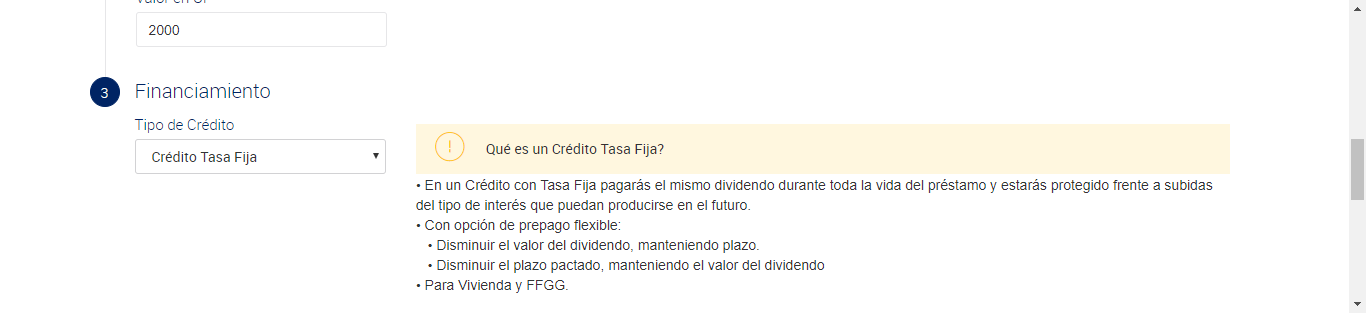 Valor en UF
2000
3
Financiamiento
Tipo de Crédito
Crédito Tasa Fija
! Qué es un Crédito Tasa Fija?
• En un Crédito con Tasa Fija pagarás el mismo dividendo durante toda la vida del préstamo y estarás protegido frente a subidas
del tipo de interés que puedan producirse en el futuro.
• Con opción de prepago flexible:
• Disminuir el valor del dividendo, manteniendo plazo.
• Disminuir el plazo pactado, manteniendo el valor del dividendo
• Para Vivienda y FFGG.